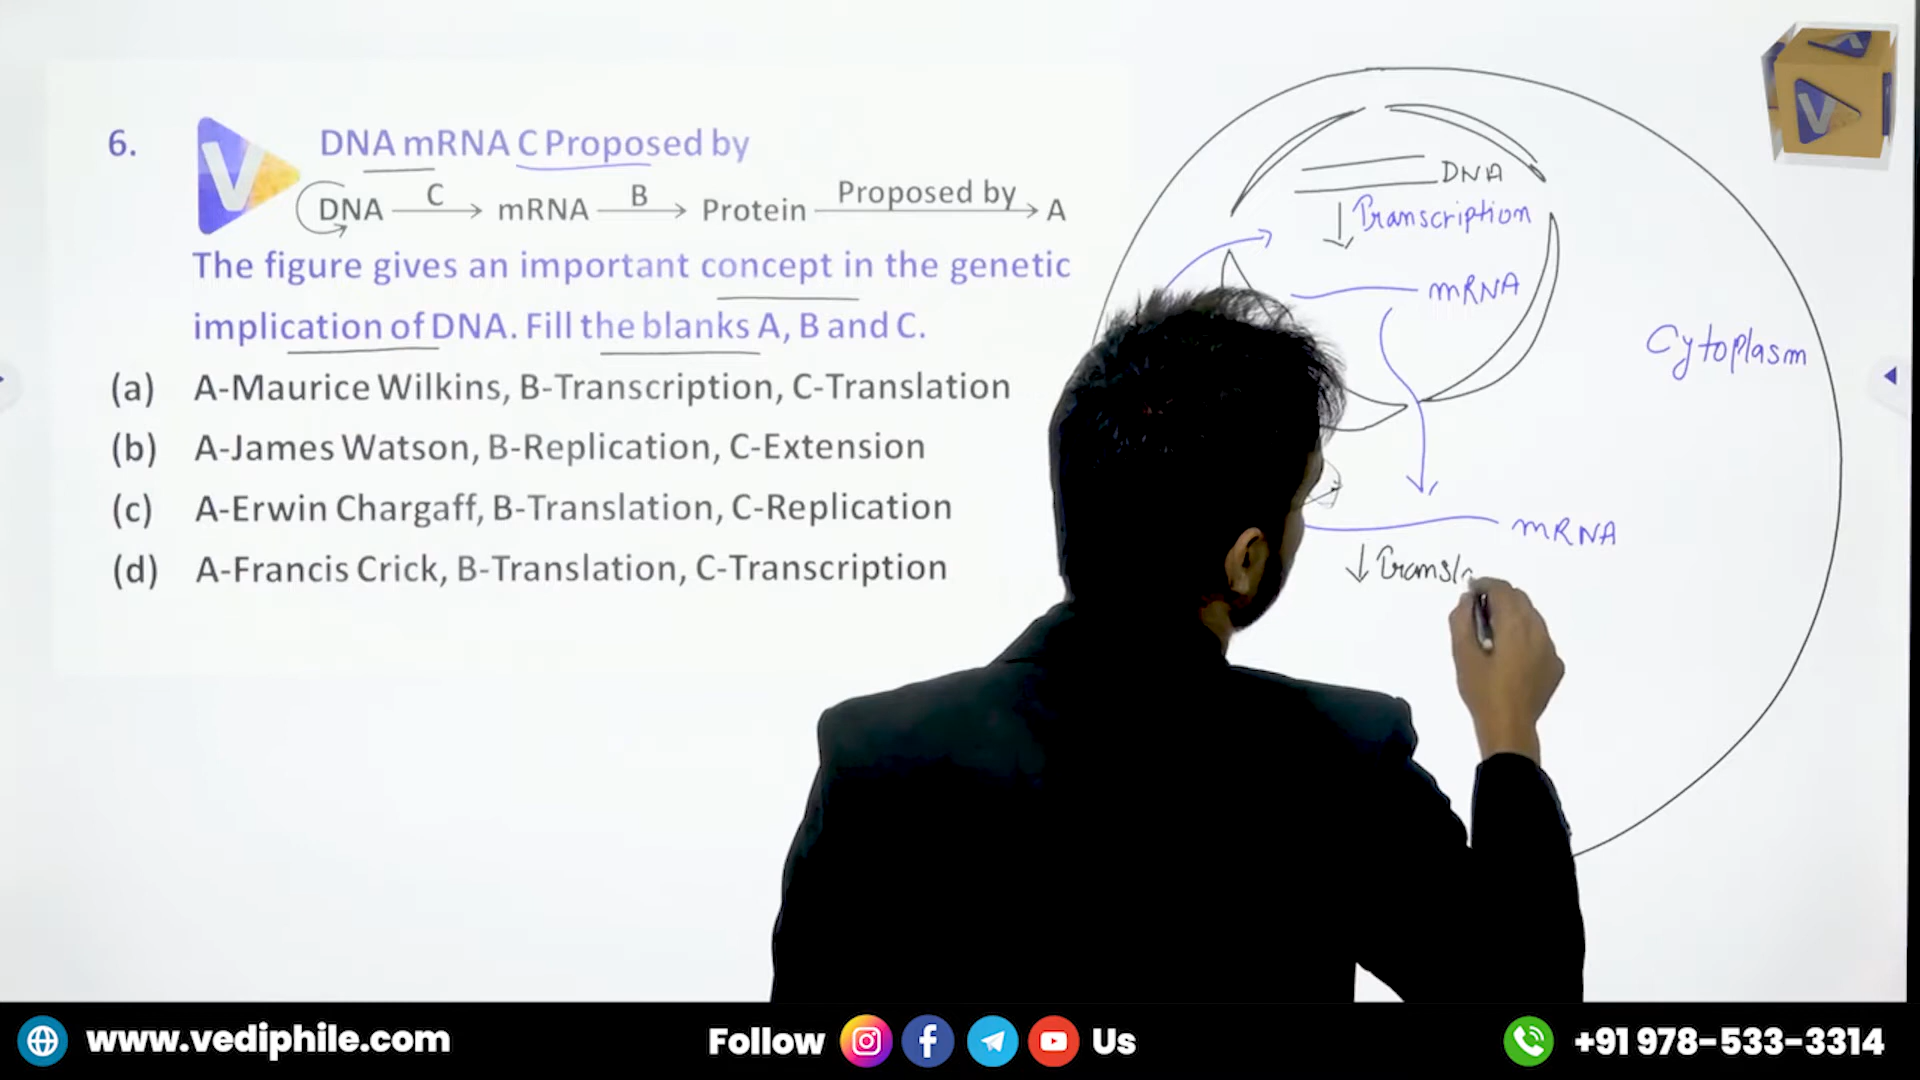 6.
DNA mRNA C Proposed by
DNA C mRNA B Protein Proposed by A
The figure gives an important concept in the genetic
implication of DNA. Fill the blanks A, B and C.
(a) A-Maurice Wilkins, B-Transcription, C-Translation
(b) A-James Watson, B-Replication, C-Extension
(c) A-Erwin Chargaff, B-Translation, C-Replication
(d) A-Francis Crick, B-Translation, C-Transcription
DNA
Transcription
mRNA
Cytoplasm
mRNA
Transla
www.vediphile.com
Follow Us
+91 978-533-3314